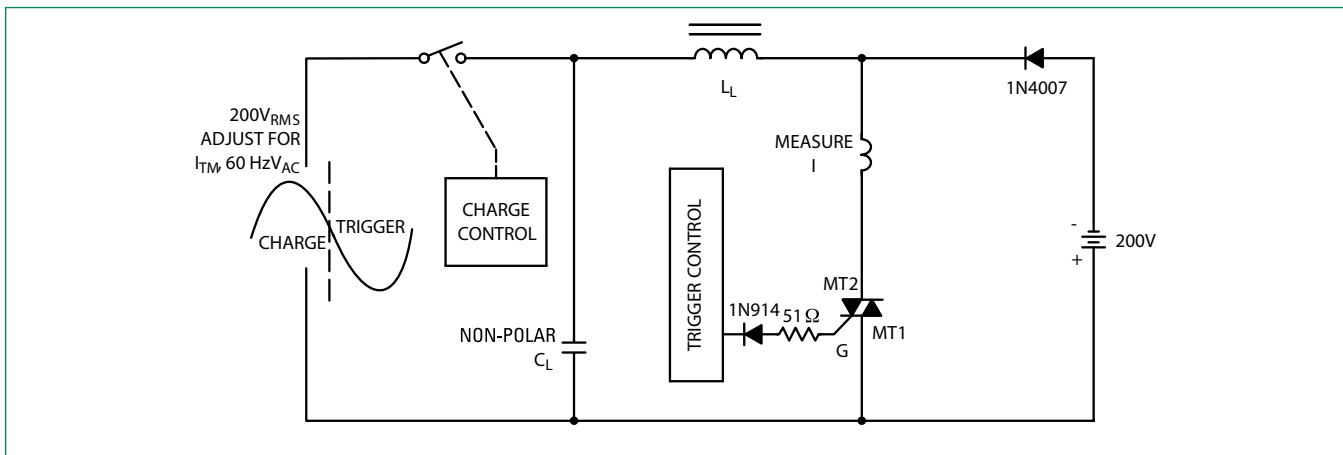 200V_RMS
ADJUST FOR
I_TM, 60 HzV_AC
CHARGE
TRIGGER
CHARGE
CONTROL
NON-POLAR
C_L
L_L
MEASURE
I
TRIGGER CONTROL
1N914
51 Ω
G
MT2
MT1
1N4007
-
+
200V